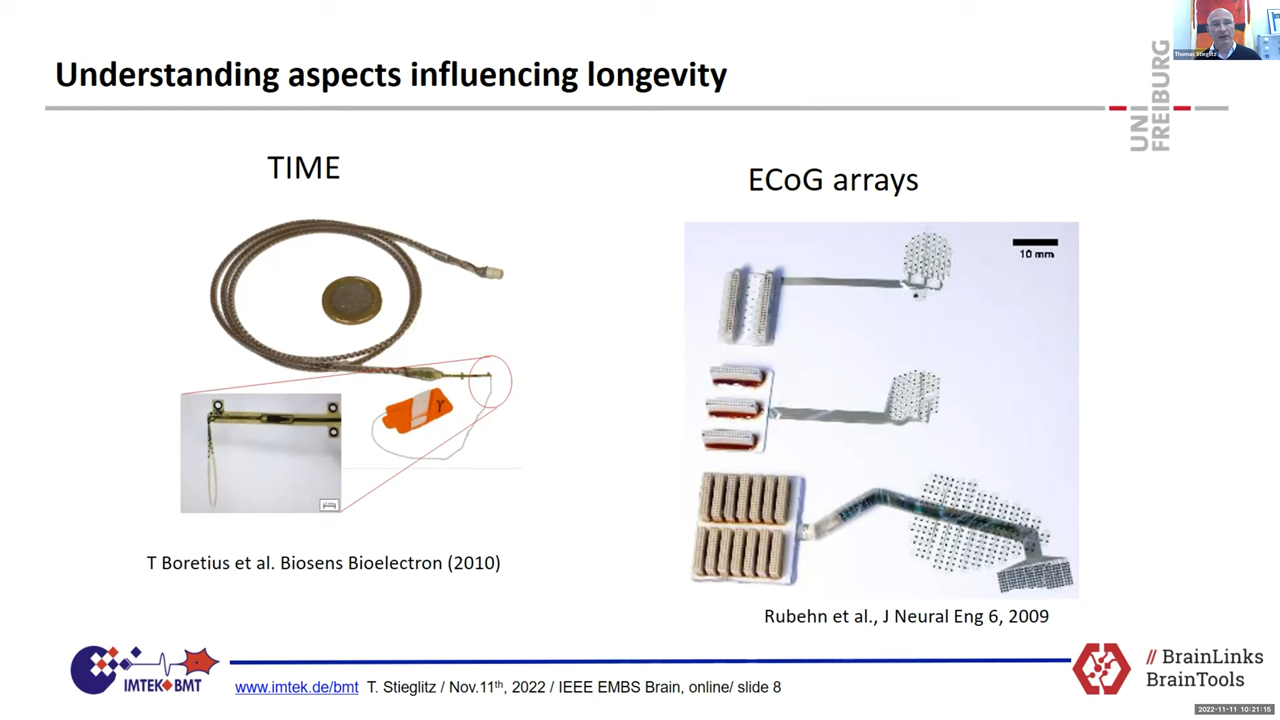 Thomas Stieglitz
Understanding aspects influencing longevity
UNI
FREIBURG
TIME
ECoG arrays
10 mm
T Boretius et al. Biosens Bioelectron (2010)
Rubehn et al., J Neural Eng 6, 2009
IMTEK BMT
www.imtek.de/bmt T. Stieglitz / Nov.11th, 2022 / IEEE EMBS Brain, online/ slide 8
// BrainLinks
BrainTools
2022-11-11 10:21:15